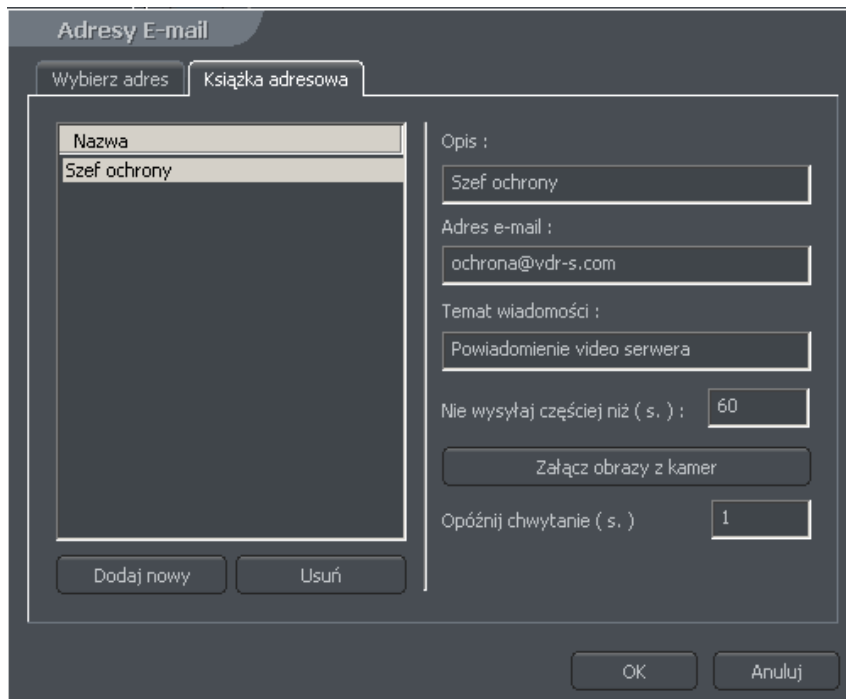 Adresy E-mail
Wybierz adres
Książka adresowa
Nazwa
Szef ochrony
Opis :
Szef ochrony
Adres e-mail :
ochrona@vdr-s.com
Temat wiadomości :
Powiadomienie video serwera
Nie wysyłaj częściej niż ( s. ) :
60
Załącz obrazy z kamer
Opóźnij chwytanie ( s. )
1
Dodaj nowy
Usuń
OK
Anuluj